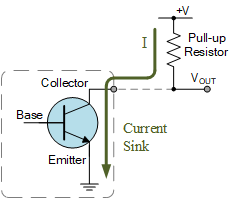 +V
I
Pull-up
Resistor
Collector
VOUT
Base
Current
Sink
Emitter